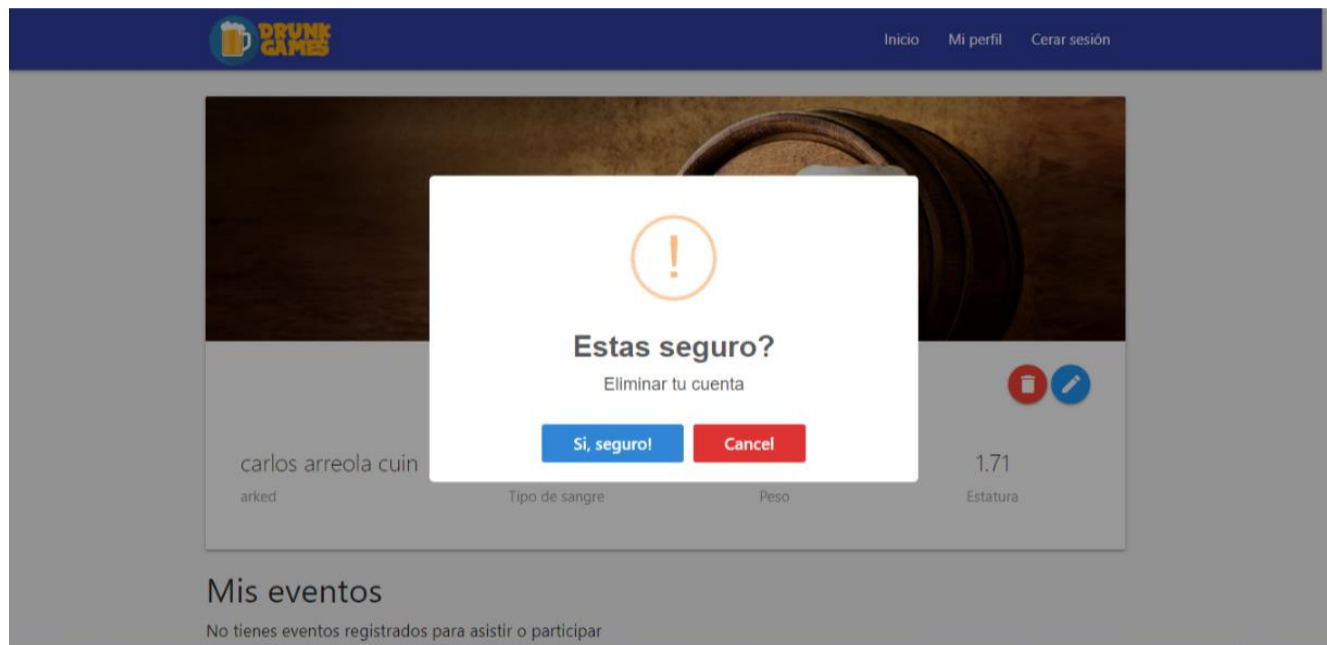 DRUNK
GAMES
Inicio Mi perfil Cerar sesión
!
Estas seguro?
Eliminar tu cuenta
Si, seguro! Cancel
carlos arreola cuin 1.71
arked Tipo de sangre Peso Estatura
Mis eventos
No tienes eventos registrados para asistir o participar